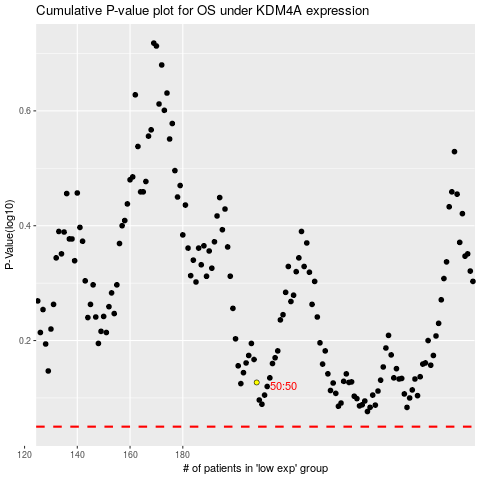 Cumulative P-value plot for OS under KDM4A expression
P-Value(log10)
0.6
0.4
0.2
50:50
120 140 160 180
# of patients in 'low exp' group